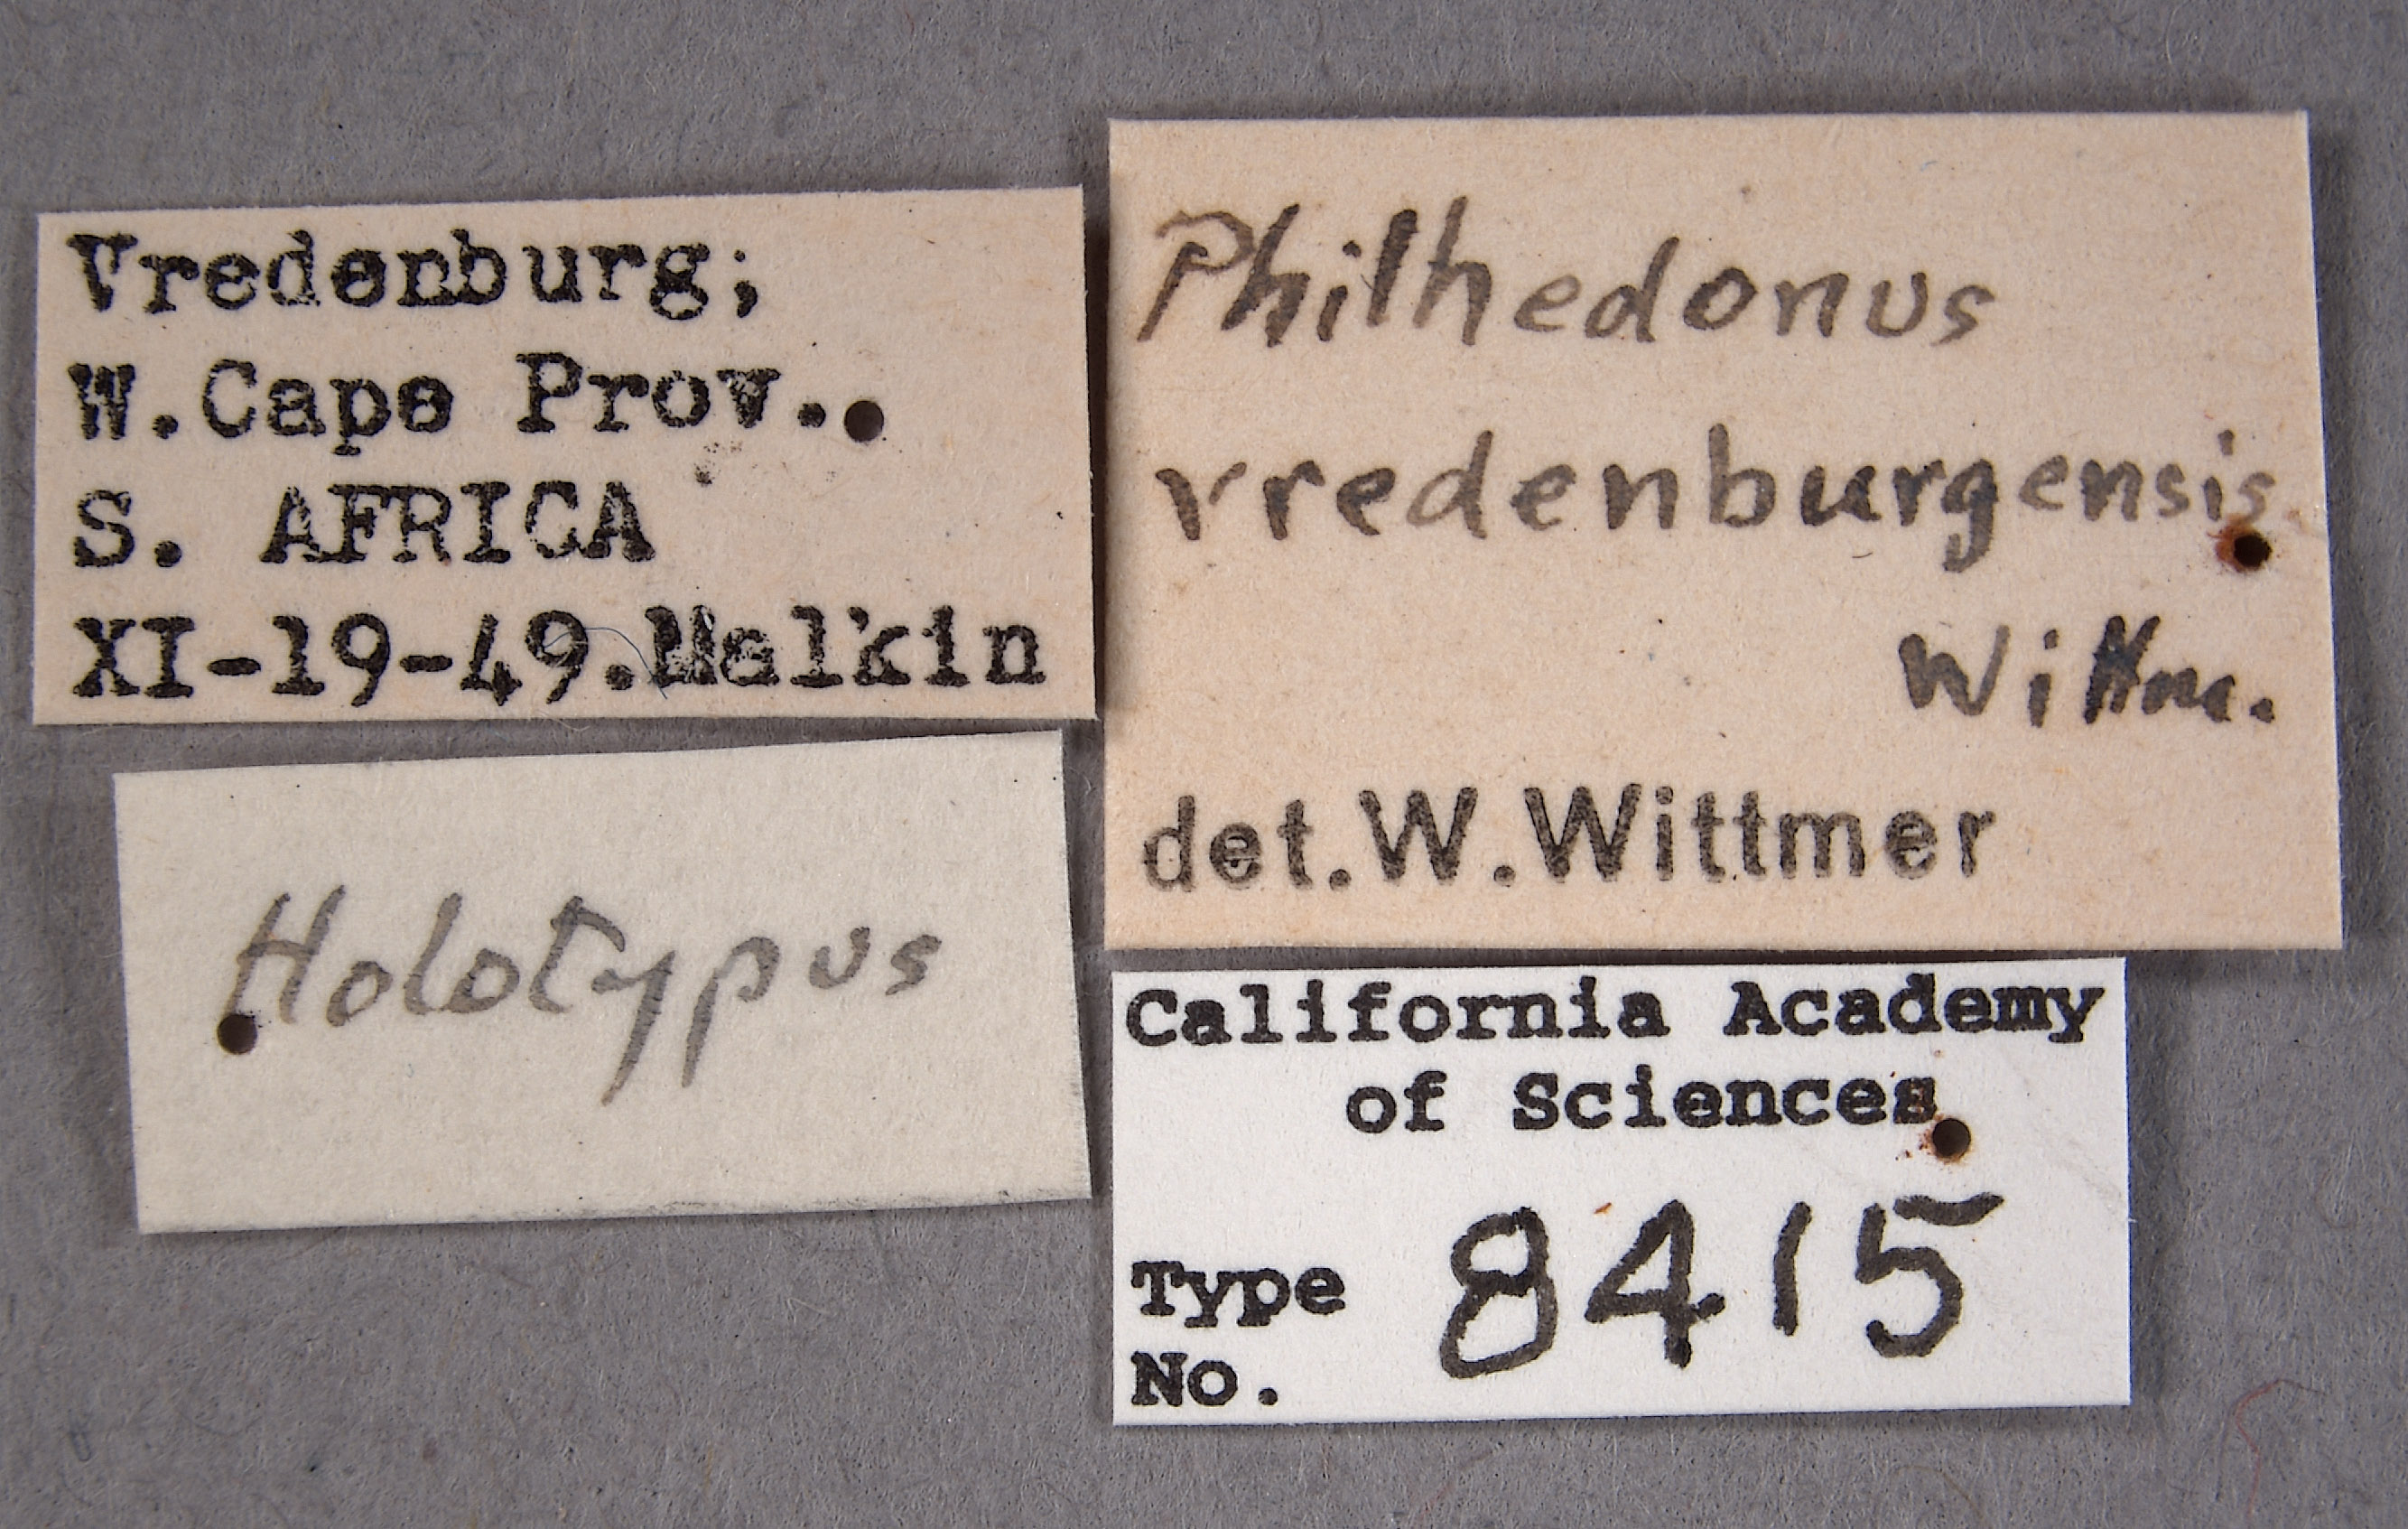 Vredenburg;
W.Cape Prov.
S. AFRICA
XI-19-49.Malkin
Holotypus
Philhedonus
vredenburgensis
Wittm.
det.W.Wittmer
California Academy
of Sciences
Type
No. 8415